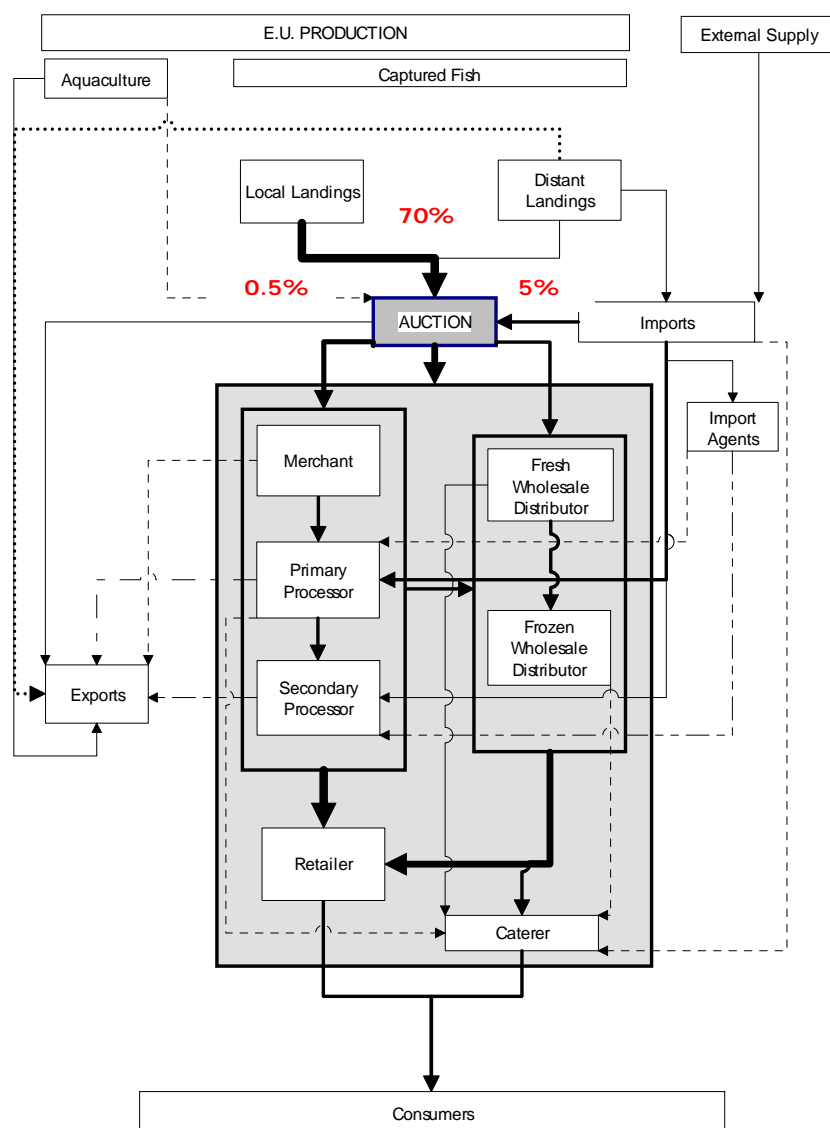 E.U. PRODUCTION
External Supply
Aquaculture
Captured Fish
Local Landings
Distant
Landings
70%
0.5%
5%
AUCTION
Imports
Import
Agents
Merchant
Fresh
Wholesale
Distributor
Primary
Processor
Frozen
Wholesale
Distributor
Secondary
Processor
Exports
Retailer
Caterer
Consumers